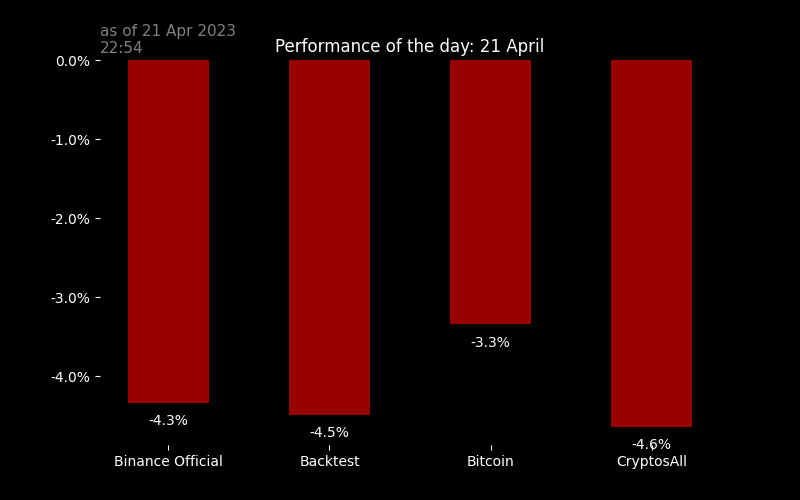 as of 21 Apr 2023
22:54
Performance of the day: 21 April
0.0%
-1.0%
-2.0%
-3.0%
-4.0%
-4.3%
-4.5%
-3.3%
-4.6%
Binance Official
Backtest
Bitcoin
CryptosAll